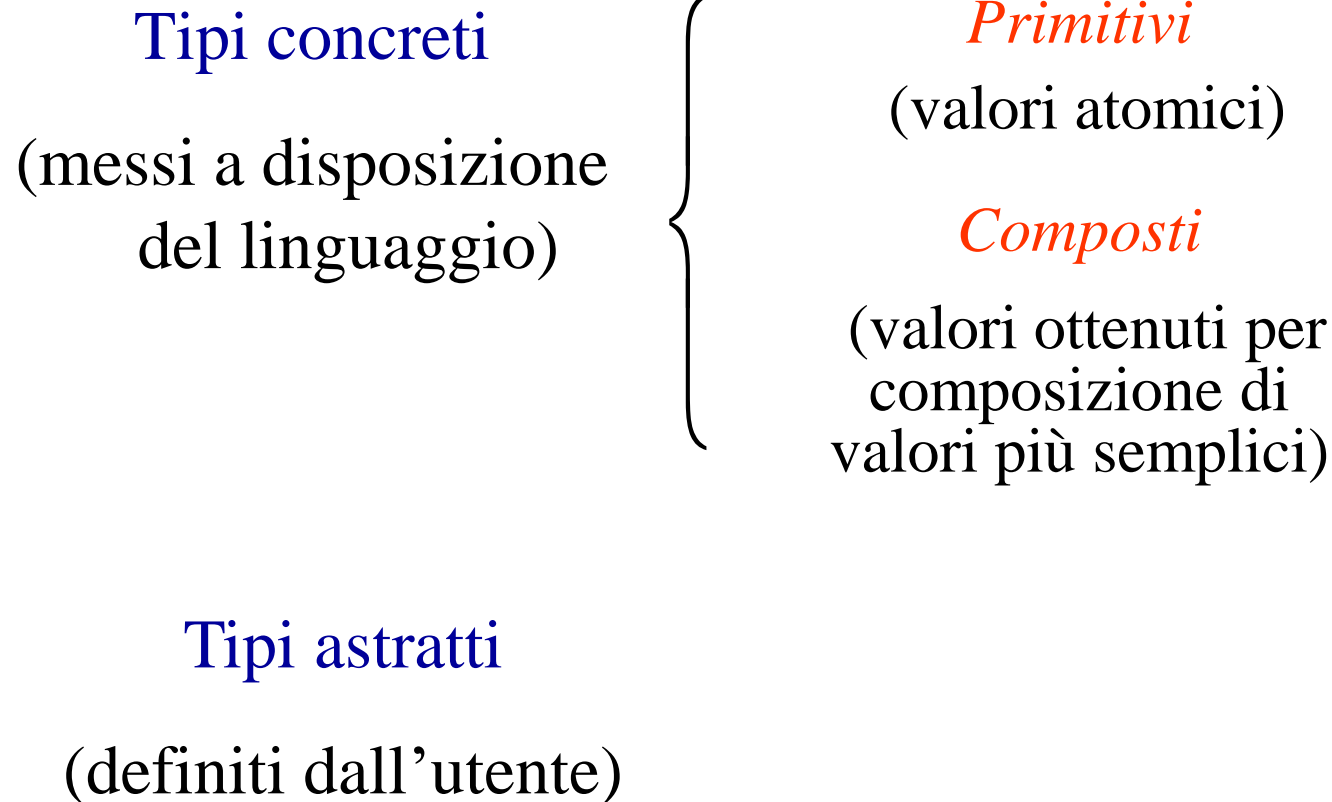 Tipi concreti
(messi a disposizione
del linguaggio)
Primitivi
(valori atomici)
Composti
(valori ottenuti per
composizione di
valori più semplici)
Tipi astratti
(definiti dall’utente)